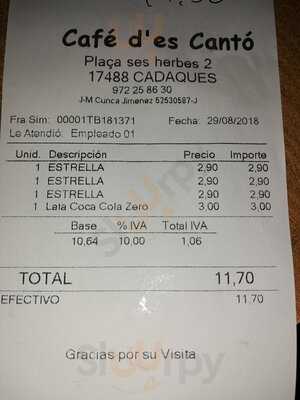 Café d'es Cantó
Plaça ses herbes 2
17488 CADAQUES
972 25 86 30
J-M Cunca Jimenez 52530587-J
Fra Sim: 00001TB181371 Fecha: 29/08/2018
Le Atendió: Empleado 01
Unid. Descripción Precio Importe
1 ESTRELLA 2,90 2,90
1 ESTRELLA 2,90 2,90
1 ESTRELLA 2,90 2,90
1 Lata Coca Cola Zero 3,00 3,00
Base % IVA Total IVA
10,64 10,00 1,06
TOTAL 11,70
EFECTIVO 11.70
Gracias por su Visita